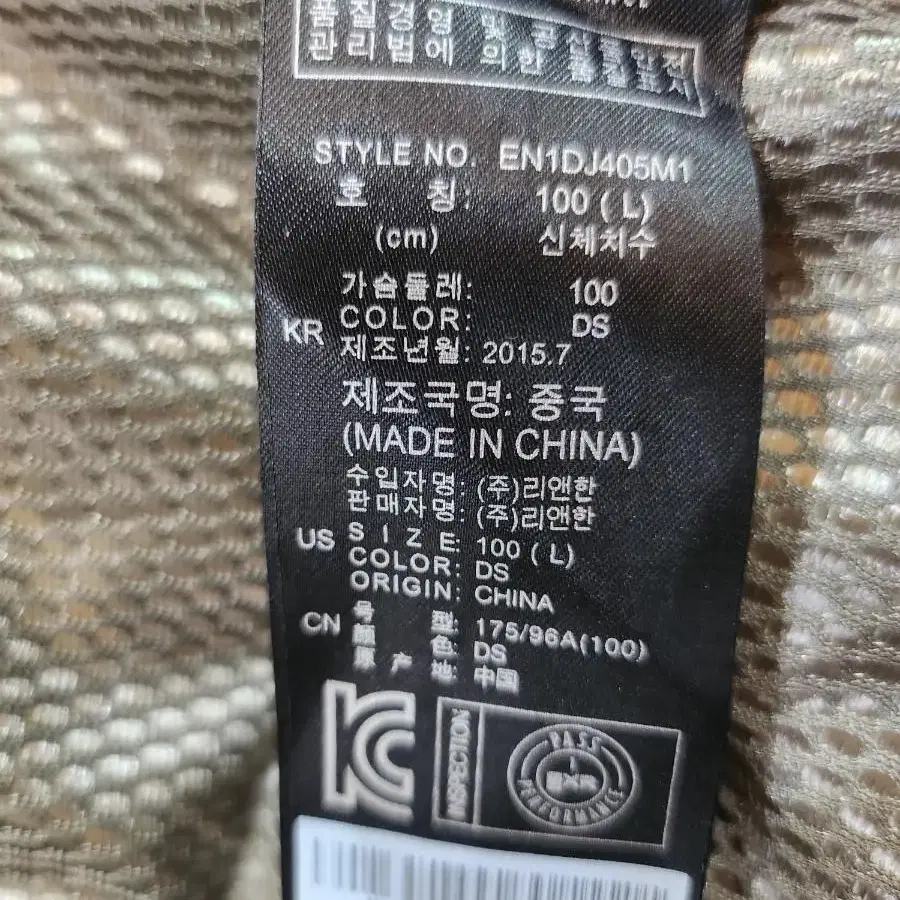 품질경영 및 공산품안전
관리법에 의한 품질표시
STYLE NO. EN1DJ405M1
호 칭: 100 ( L )
(cm) 신체치수
가슴둘레: 100
KR COLOR: DS
제조년월: 2015.7
제조국명: 중국
(MADE IN CHINA)
수입자명: (주)리앤한
판매자명: (주)리앤한
US S I Z E: 100 ( L )
COLOR: DS
ORIGIN: CHINA
CN 号 型: 175/96A(100)
颜 色: DS
原 产 地: 中国
KC
INSPECTION
PASS
EXR
PERFORMANCE